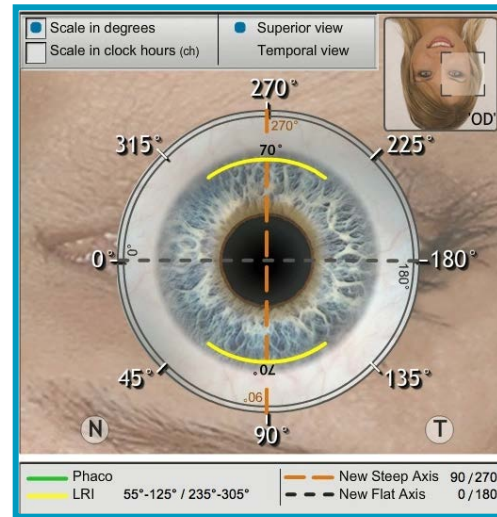 Scale in degrees
Scale in clock hours (ch)
Superior view
Temporal view
'OD'
270°
270°
70°
315°
225°
0°
0°
180°
180°
70°
45°
135°
90°
90°
N
T
Phaco
LRI 55°-125° / 235°-305°
New Steep Axis 90/270
New Flat Axis 0/180